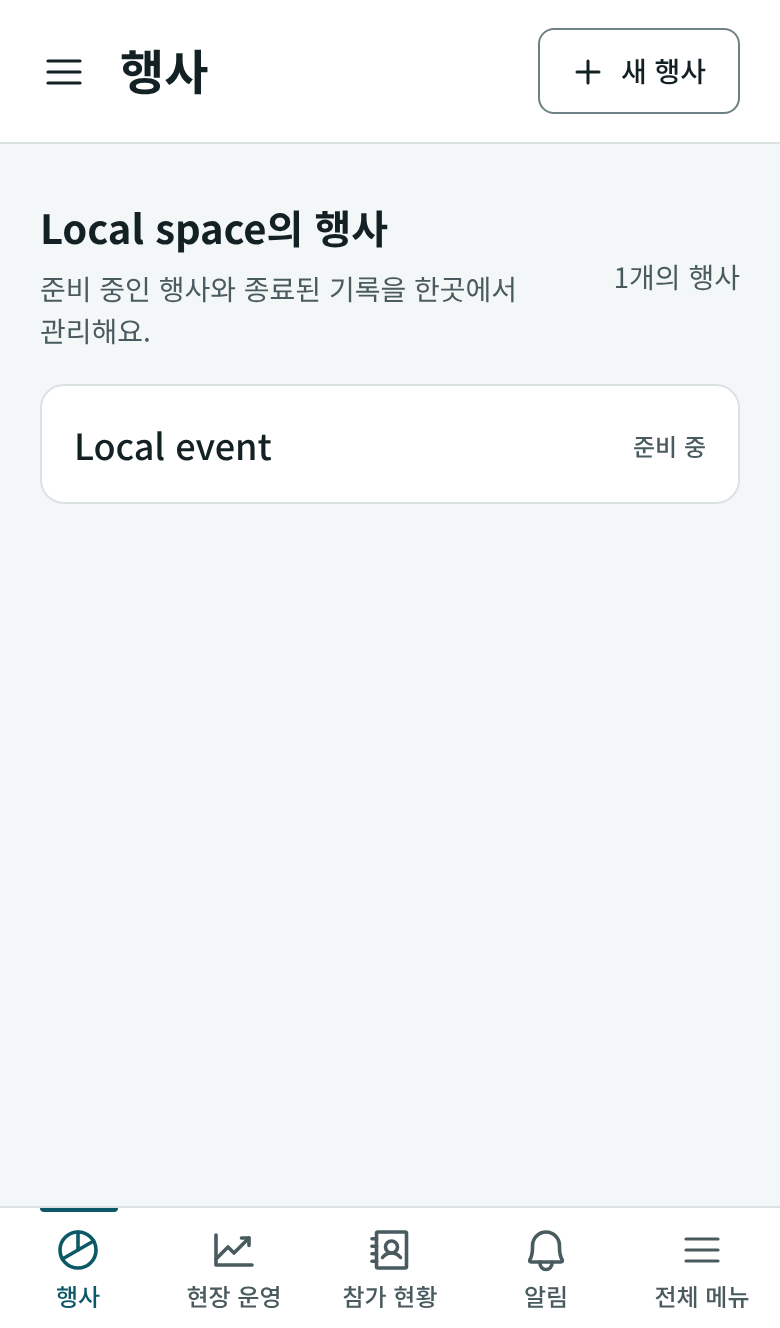 행사
새 행사
Local space의 행사
준비 중인 행사와 종료된 기록을 한곳에서
관리해요.
1개의 행사
Local event
준비 중
행사
현장 운영
참가 현황
알림
전체 메뉴